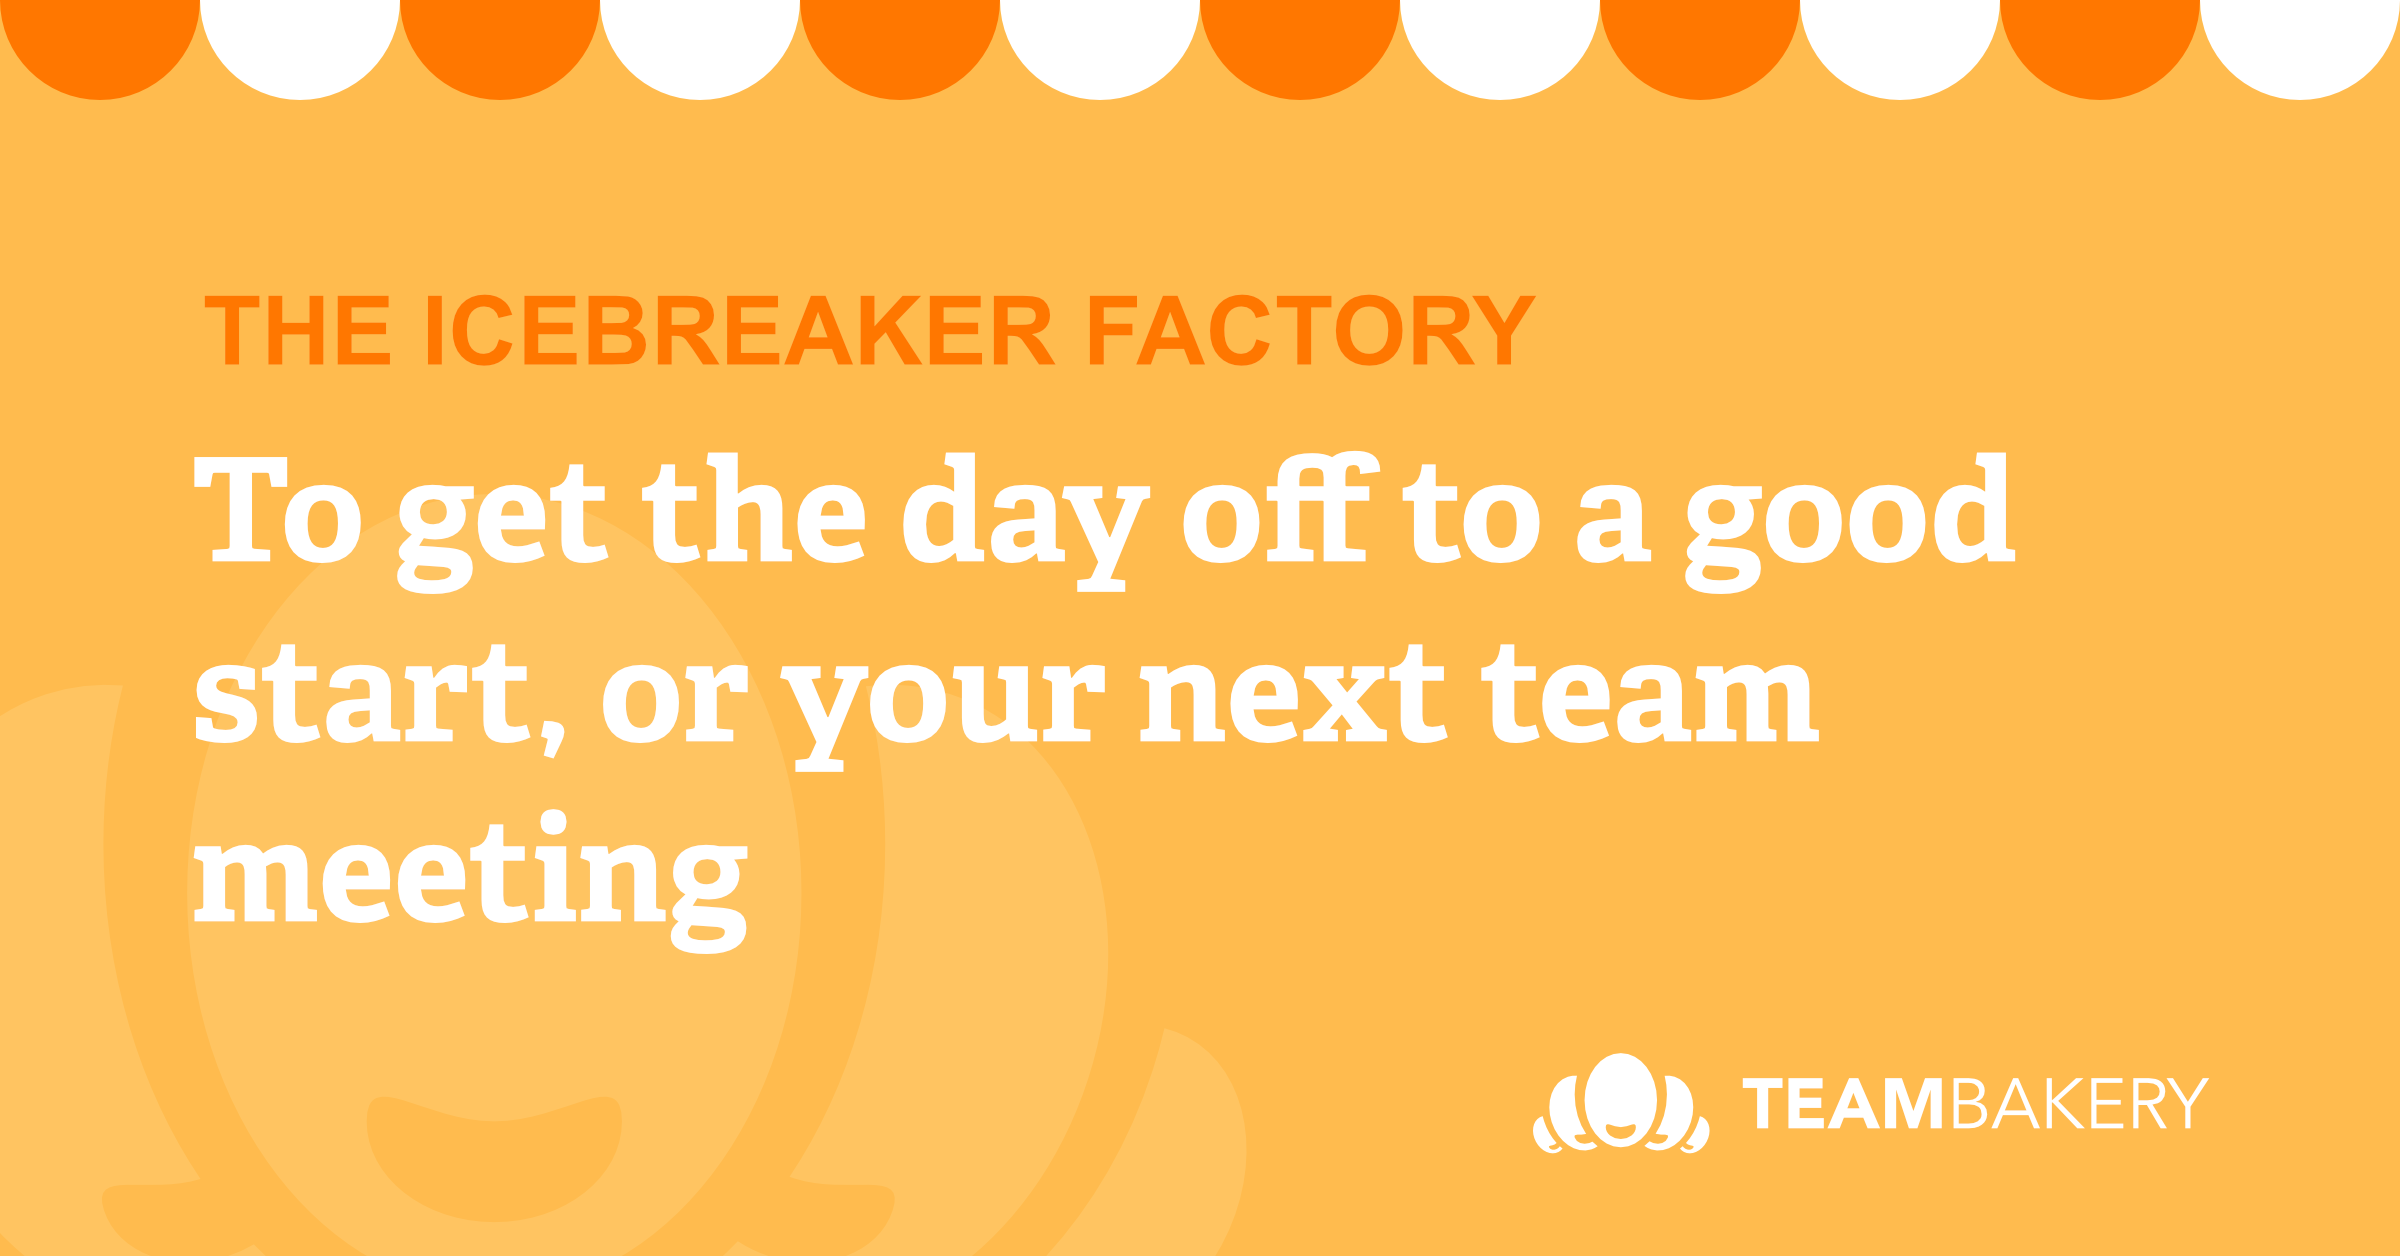 THE ICEBREAKER FACTORY
To get the day off to a good
start, or your next team
meeting
TEAMBAKERY